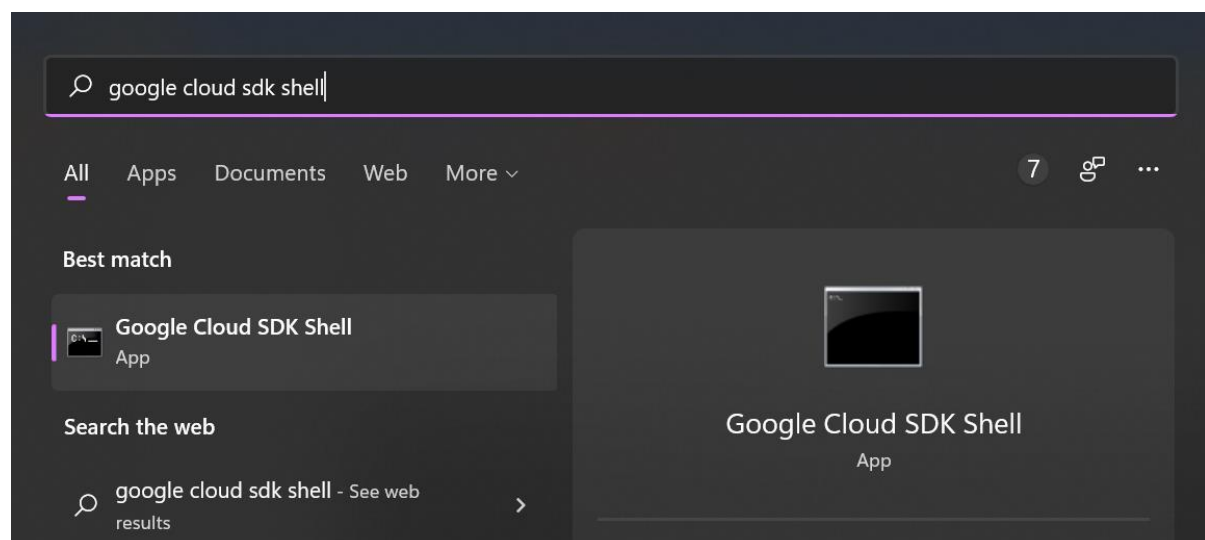 google cloud sdk shell
All Apps Documents Web More
7
Best match
Google Cloud SDK Shell
App
Search the web
google cloud sdk shell - See web
results
Google Cloud SDK Shell
App